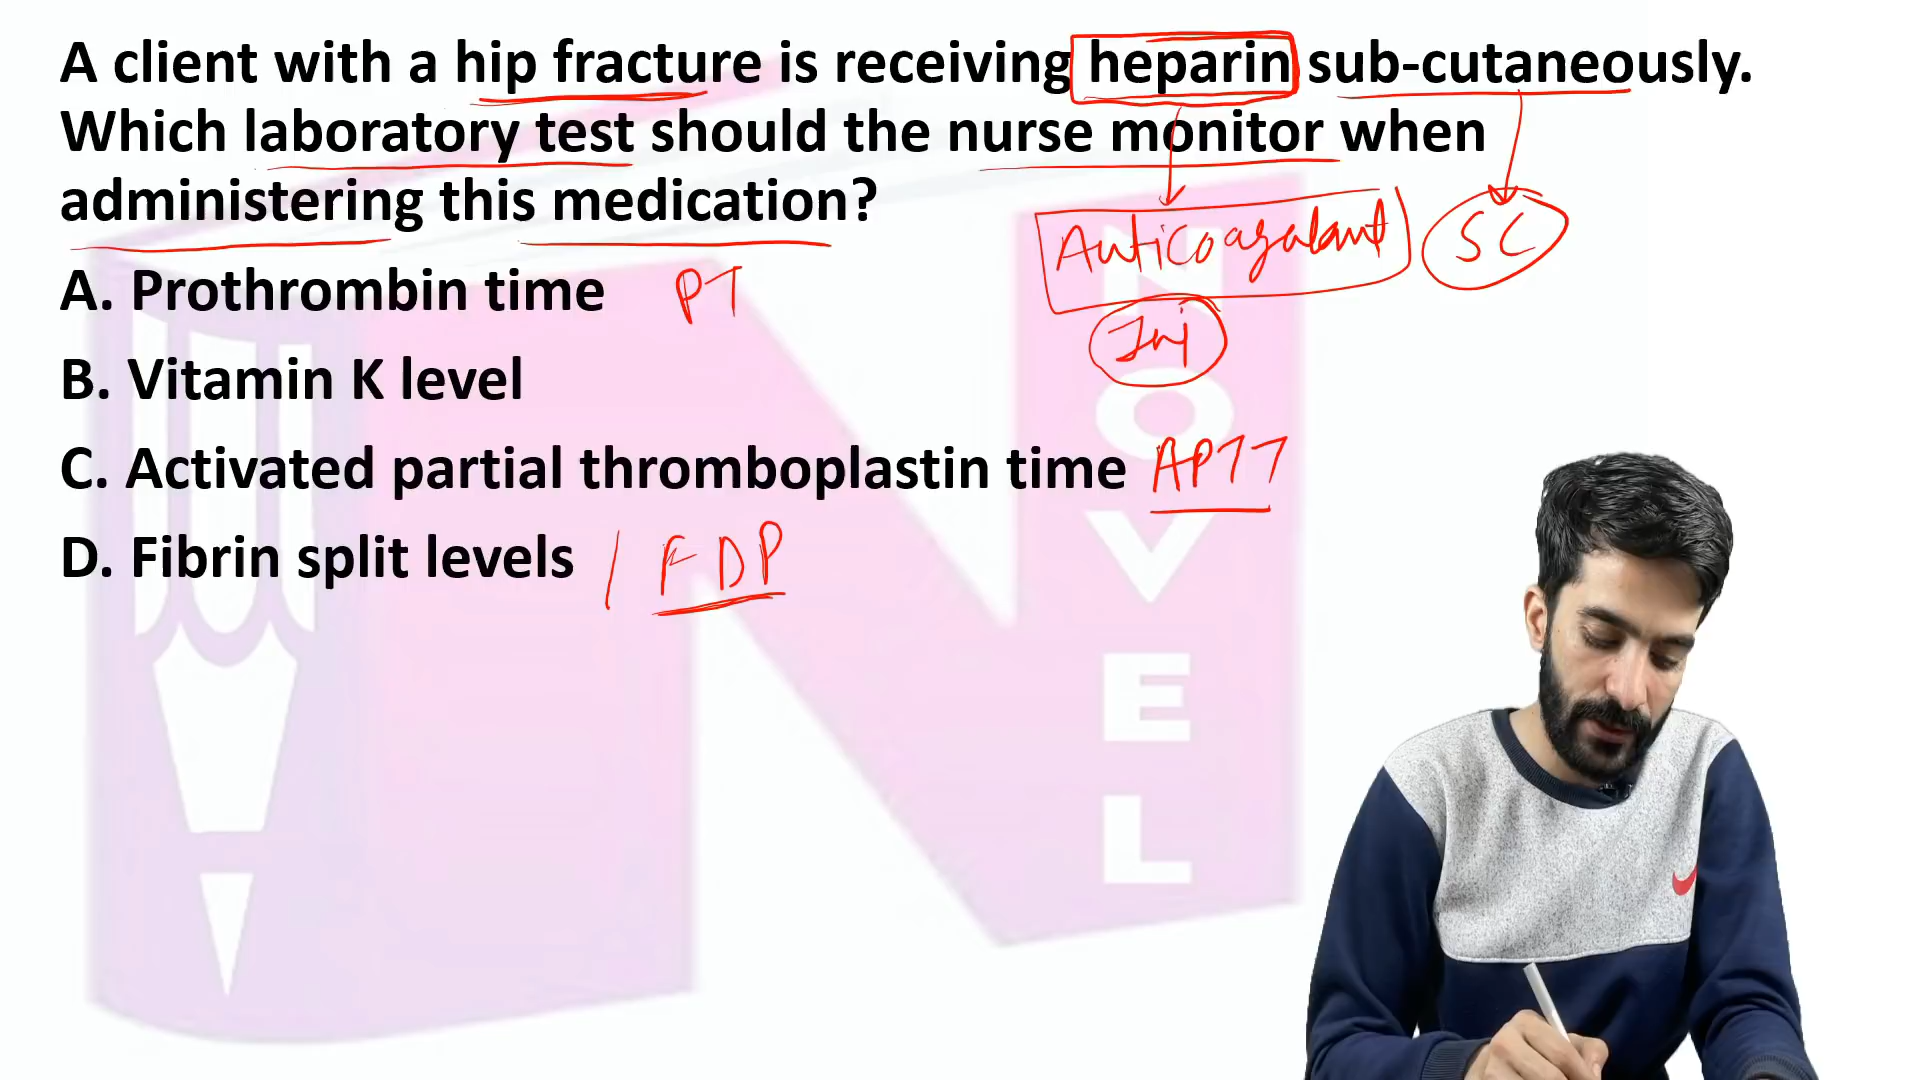 A client with a hip fracture is receiving heparin sub-cutaneously.
Which laboratory test should the nurse monitor when
administering this medication?
Anticoagulant SC
A. Prothrombin time PT
Inj
B. Vitamin K level
C. Activated partial thromboplastin time APTT
D. Fibrin split levels / FDP
NOVEL